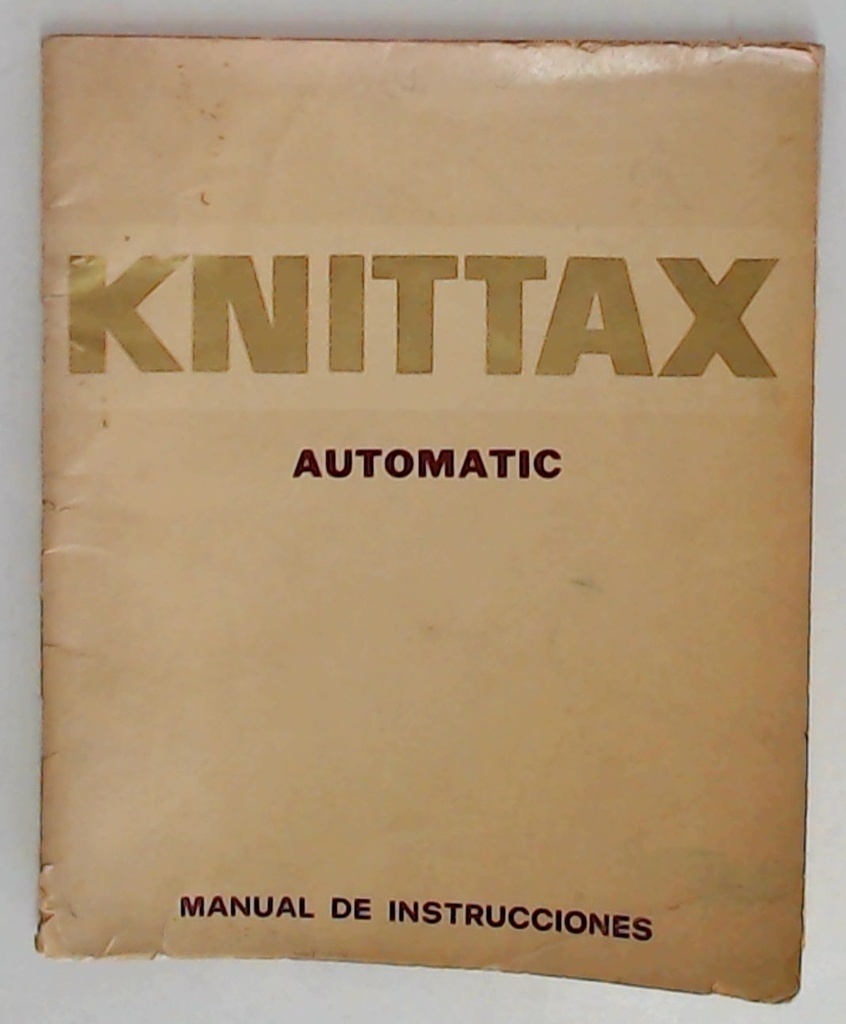 KNITTAX
AUTOMATIC
MANUAL DE INSTRUCCIONES